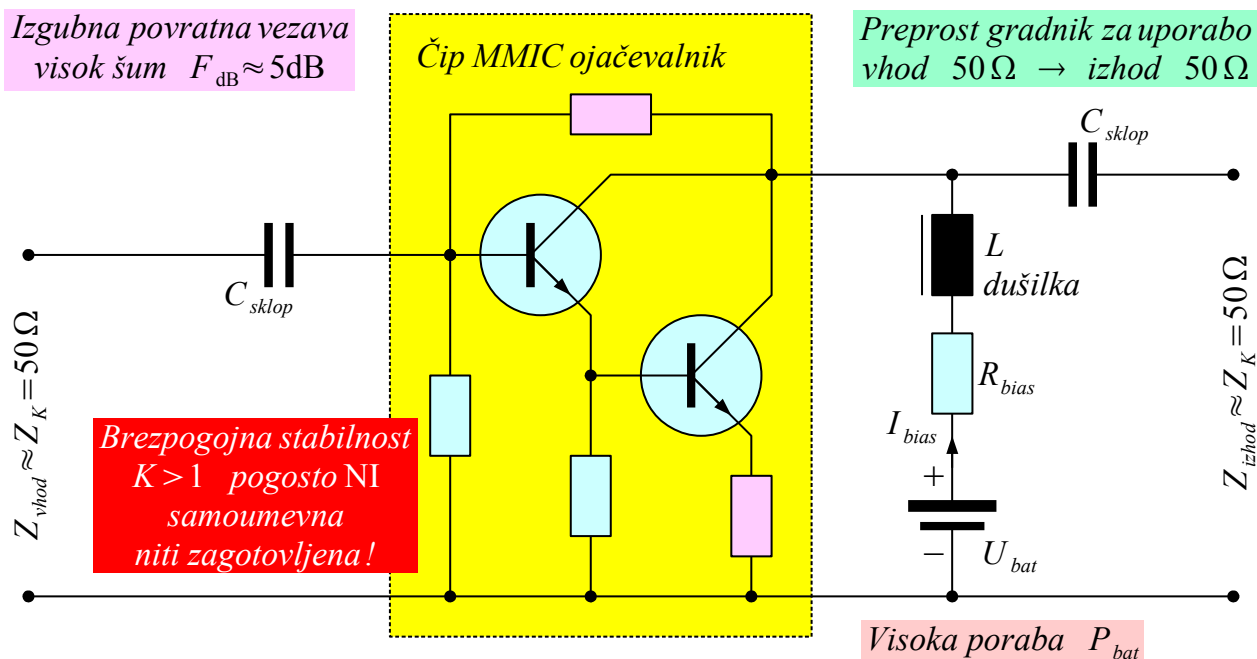 Izgubna povratna vezava
visok šum F_dB ≈ 5dB
Čip MMIC ojačevalnik
Preprost gradnik za uporabo
vhod 50 Ω → izhod 50 Ω
C_sklop
C_sklop
L
dušilka
R_bias
I_bias
+
−
U_bat
Z_vhod ≈ Z_K = 50 Ω
Z_izhod ≈ Z_K = 50 Ω
Brezpogojna stabilnost
K > 1 pogosto NI
samoumevna
niti zagotovljena !
Visoka poraba P_bat